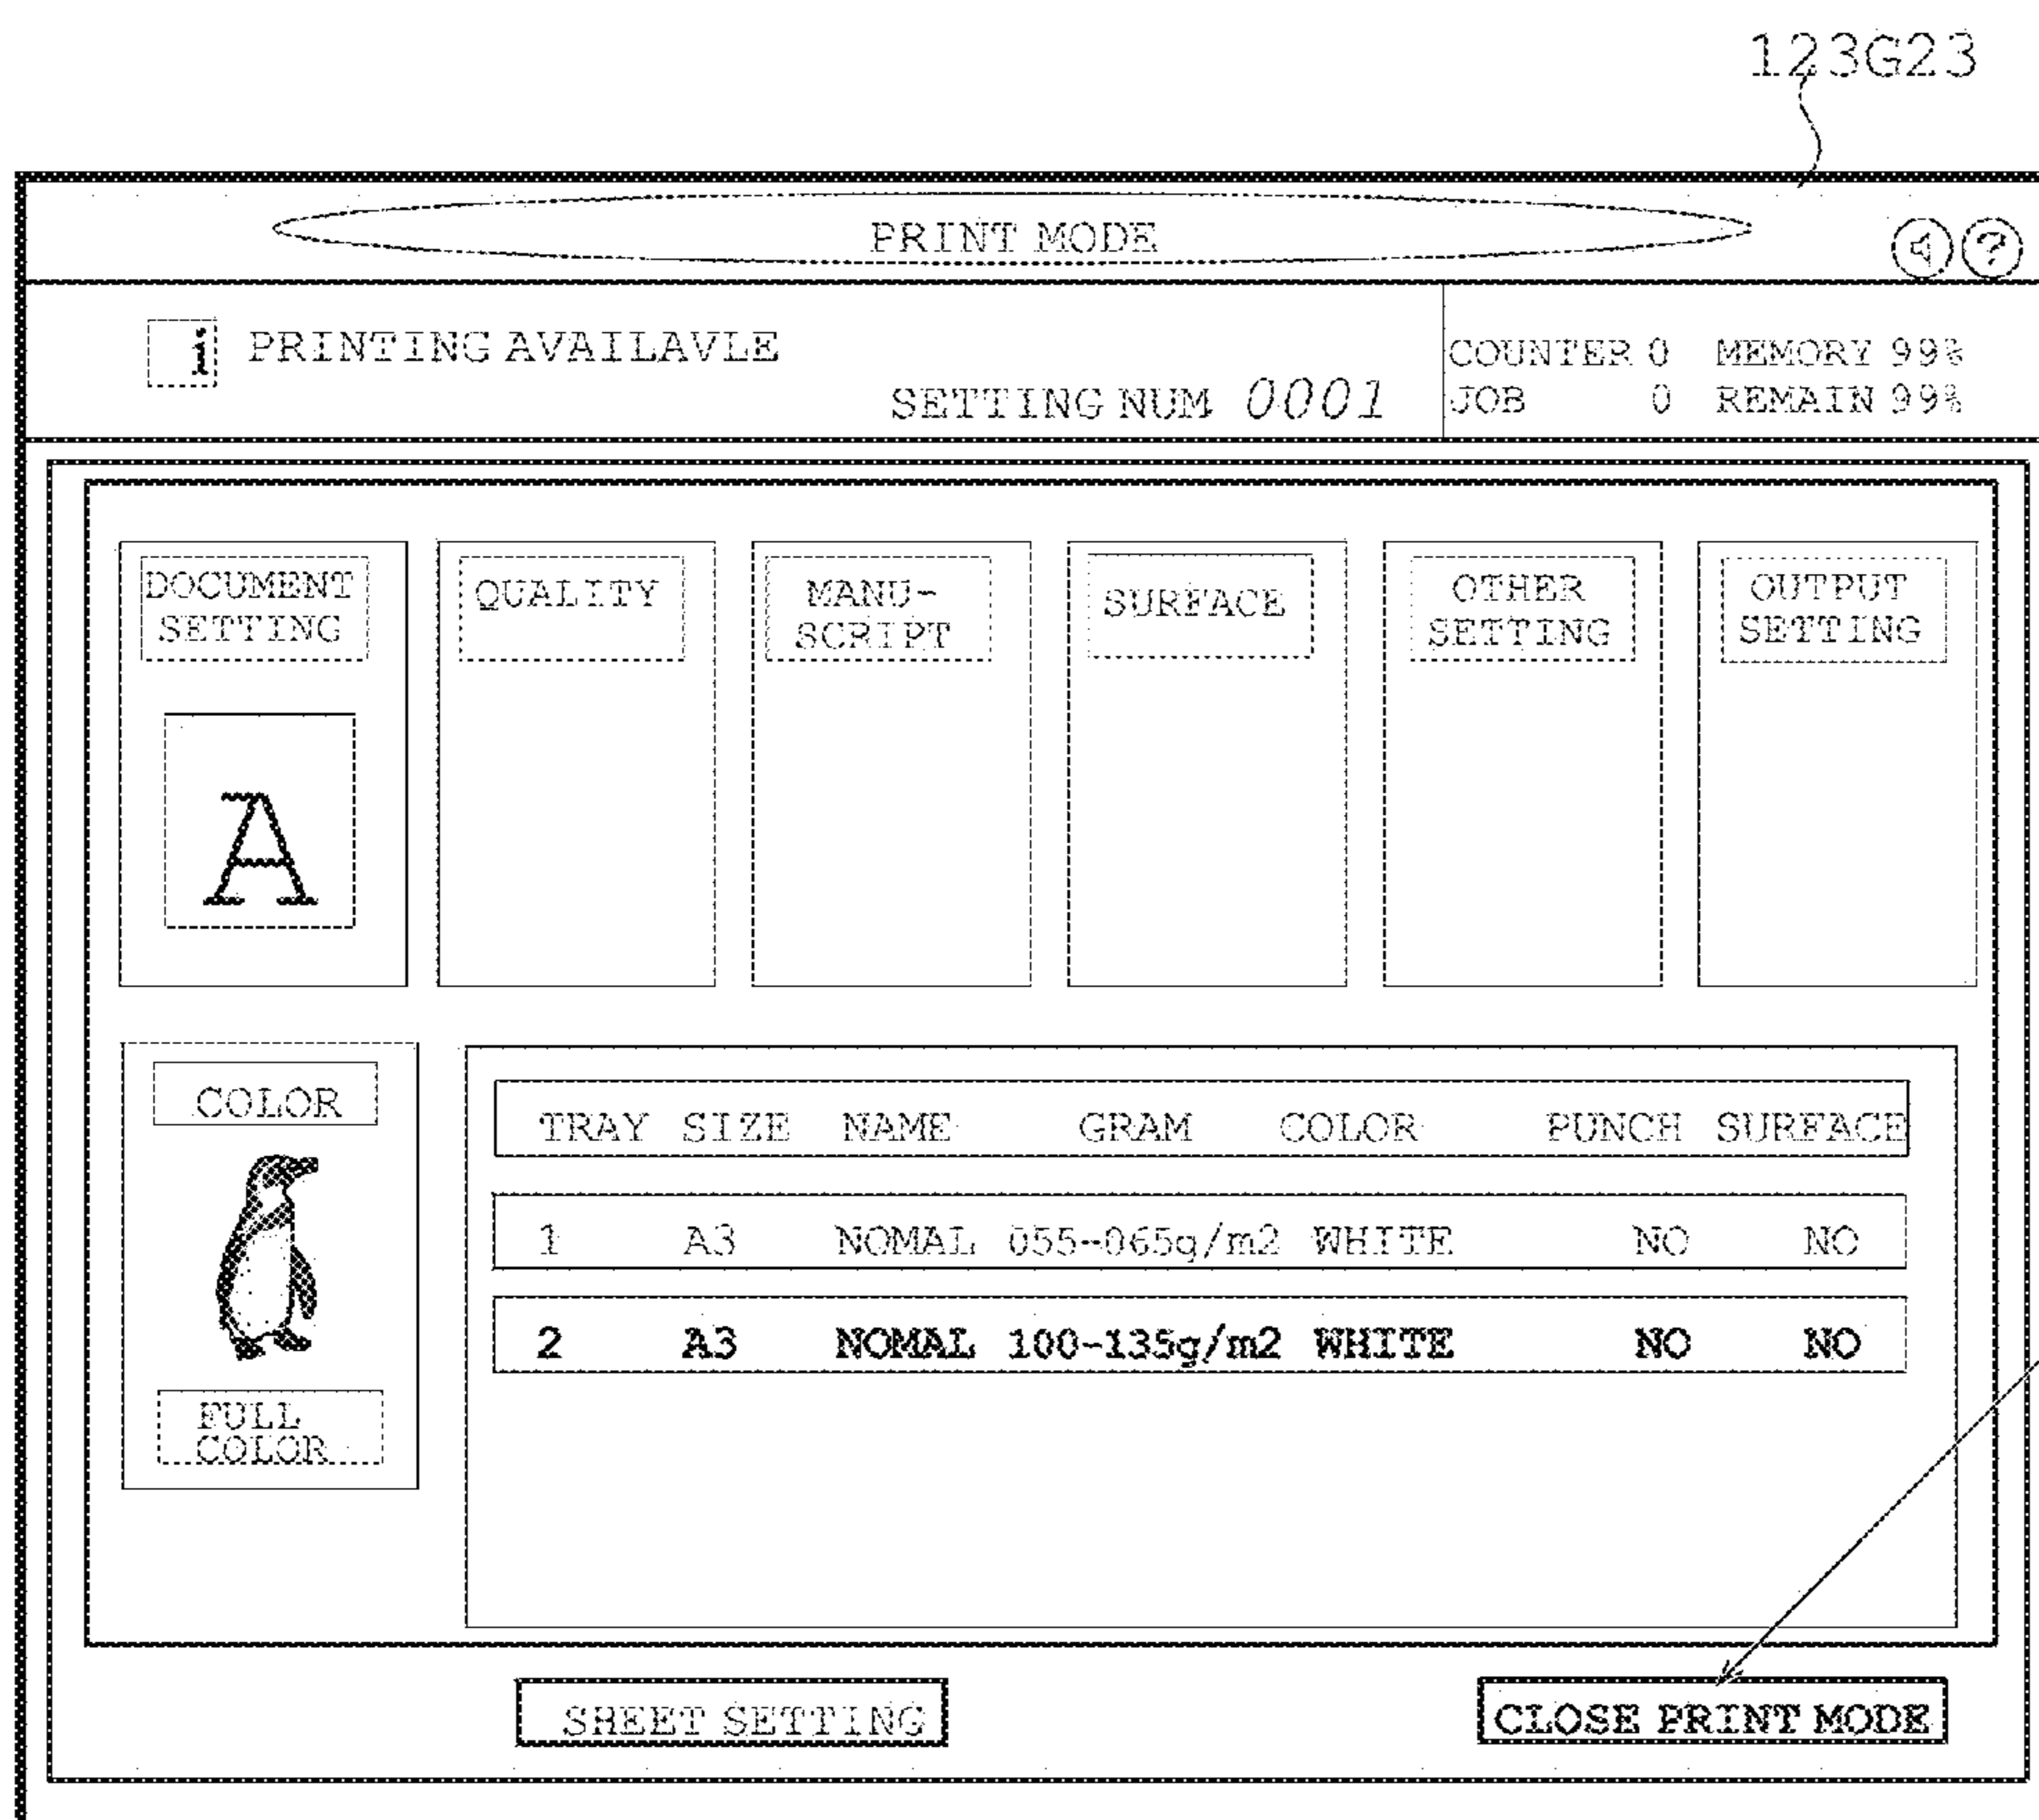 123G23
PRINT MODE
?
i PRINTING AVAILAVLE
SETTING NUM 0001
COUNTER 0 MEMORY 99%
JOB 0 REMAIN 99%
DOCUMENT
SETTING
QUALITY
MANU-
SCRIPT
SURFACE
OTHER
SETTING
OUTPUT
SETTING
A
COLOR
FULL
COLOR
TRAY SIZE NAME GRAM COLOR PUNCH SURFACE
1 A3 NOMAL 055-065g/m2 WHITE NO NO
2 A3 NOMAL 100-135g/m2 WHITE NO NO
SHEET SETTING
CLOSE PRINT MODE